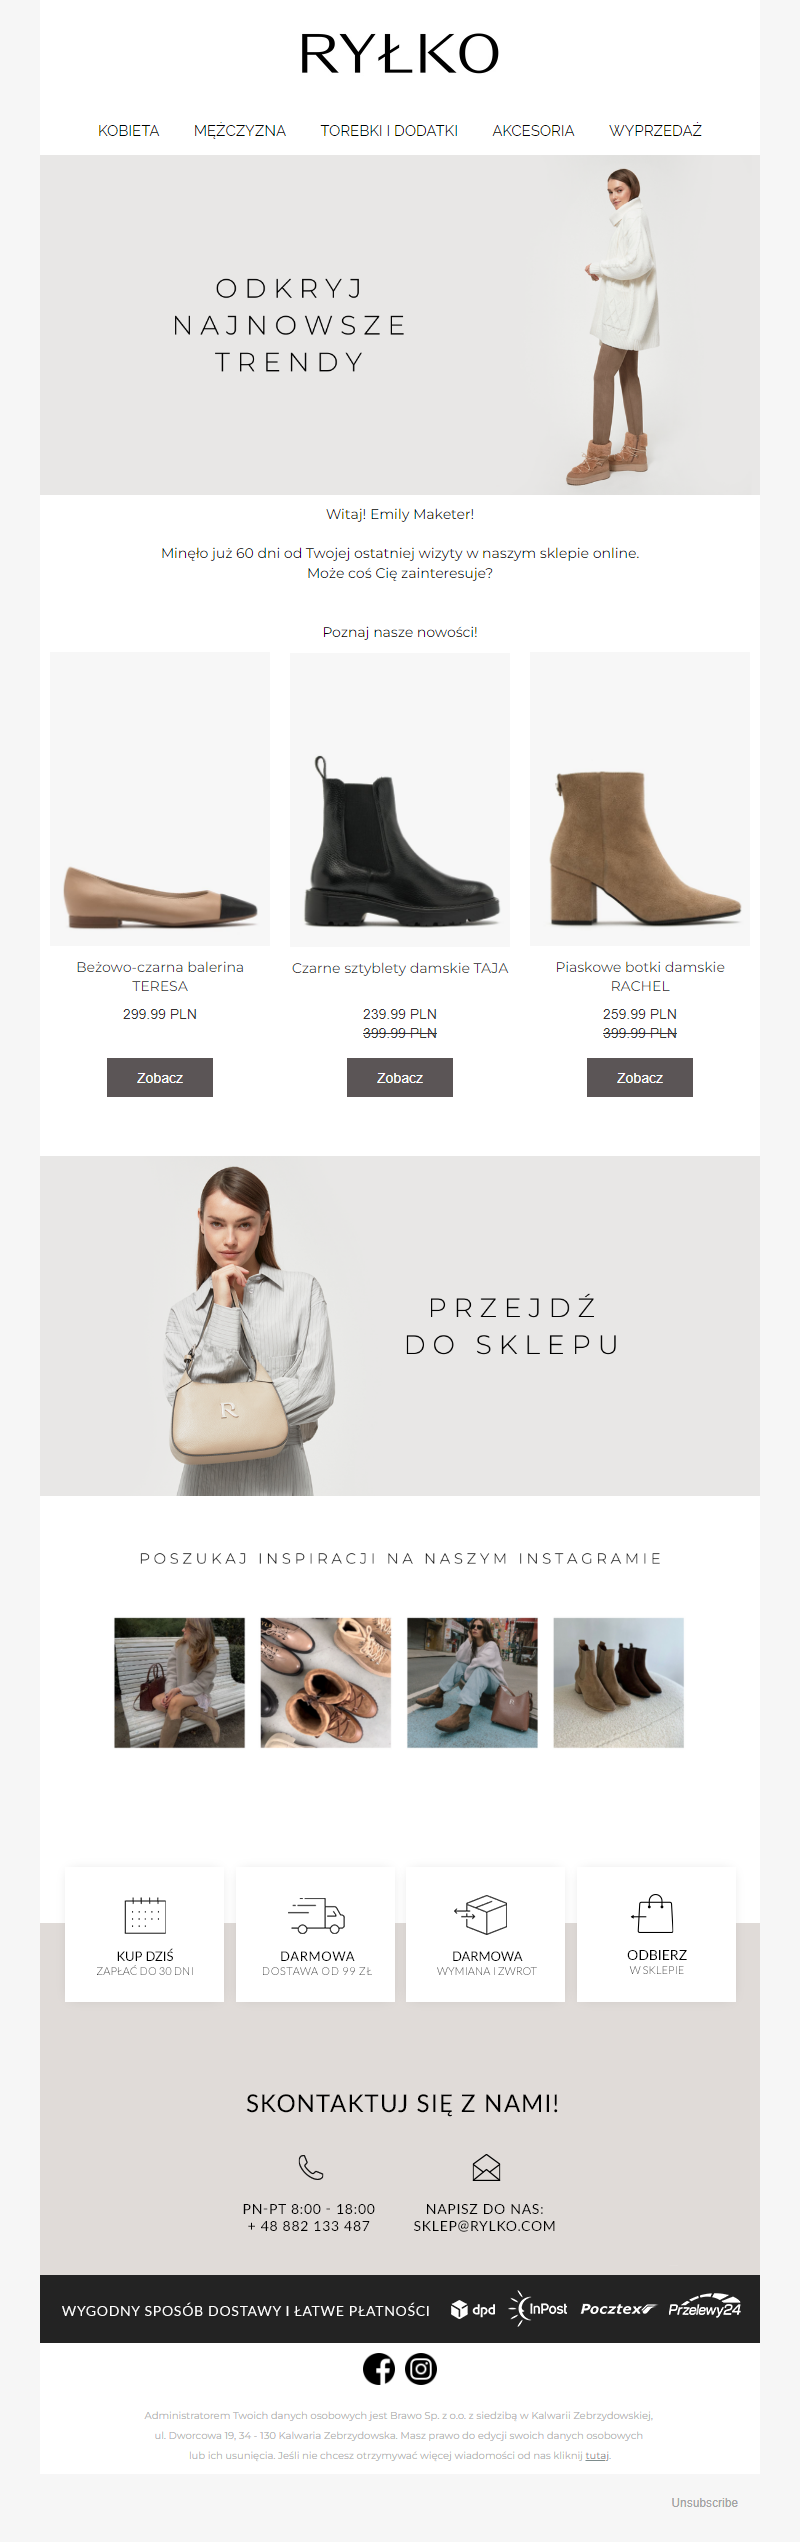 RYŁKO
KOBIETA MĘŻCZYZNA TOREBKI I DODATKI AKCESORIA WYPRZEDAŻ
ODKRYJ
NAJNOWSZE
TRENDY
Witaj! Emily Maketer!
Minęło już 60 dni od Twojej ostatniej wizyty w naszym sklepie online.
Może coś Cię zainteresuje?
Poznaj nasze nowości!
Beżowo-czarna balerina
TERESA
299.99 PLN
Zobacz
Czarne sztyblety damskie TAJA
239.99 PLN
399.99 PLN
Zobacz
Piaskowe botki damskie
RACHEL
259.99 PLN
399.99 PLN
Zobacz
R
PRZEJDŹ
DO SKLEPU
POSZUKAJ INSPIRACJI NA NASZYM INSTAGRAMIE
KUP DZIŚ
ZAPŁAĆ DO 30 DNI
DARMOWA
DOSTAWA OD 99 ZŁ
DARMOWA
WYMIANA I ZWROT
ODBIERZ
W SKLEPIE
SKONTAKTUJ SIĘ Z NAMI!
PN-PT 8:00 - 18:00
+ 48 882 133 487
NAPISZ DO NAS:
SKLEP@RYLKO.COM
WYGODNY SPOSÓB DOSTAWY I ŁATWE PŁATNOŚCI dpd InPost Pocztex Przelewy24
Administratorem Twoich danych osobowych jest Brawo Sp. z o.o. z siedzibą w Kalwarii Zebrzydowskiej,
ul. Dworcowa 19, 34 - 130 Kalwaria Zebrzydowska. Masz prawo do edycji swoich danych osobowych
lub ich usunięcia. Jeśli nie chcesz otrzymywać więcej wiadomości od nas kliknij tutaj.
Unsubscribe